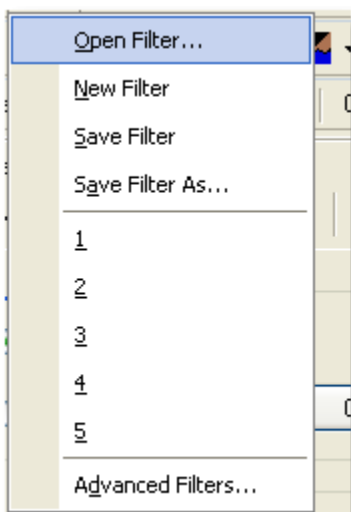 Open Filter...
New Filter
Save Filter
Save Filter As...
1
2
3
4
5
Advanced Filters...